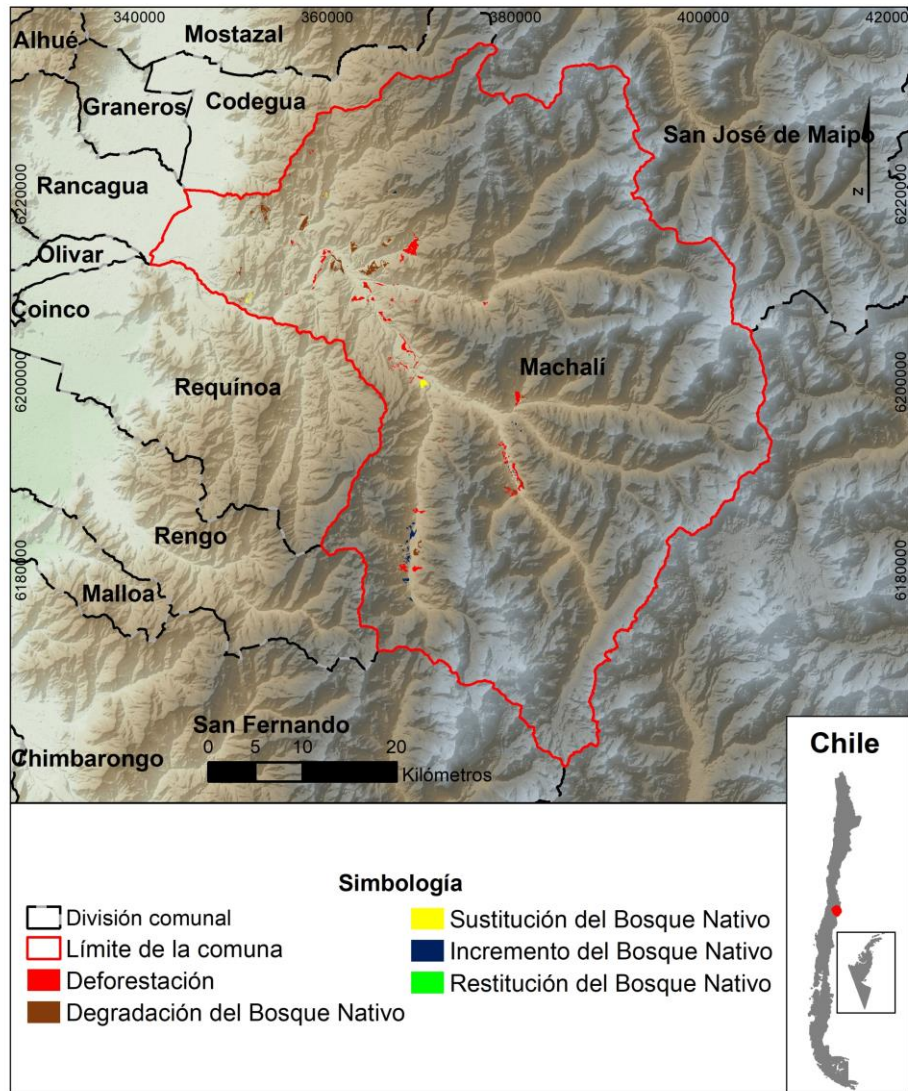 340000
360000
380000
400000
420000
Alhué
Mostazal
Graneros
Codegua
San José de Maipo
Rancagua
6220000
6220000
N
Olivar
Coinco
Requínoa
Machalí
6200000
6200000
Rengo
6180000
6180000
Malloa
San Fernando
Chimbarongo
0 5 10 20
Kilómetros
Chile
Simbología
División comunal
Límite de la comuna
Deforestación
Degradación del Bosque Nativo
Sustitución del Bosque Nativo
Incremento del Bosque Nativo
Restitución del Bosque Nativo